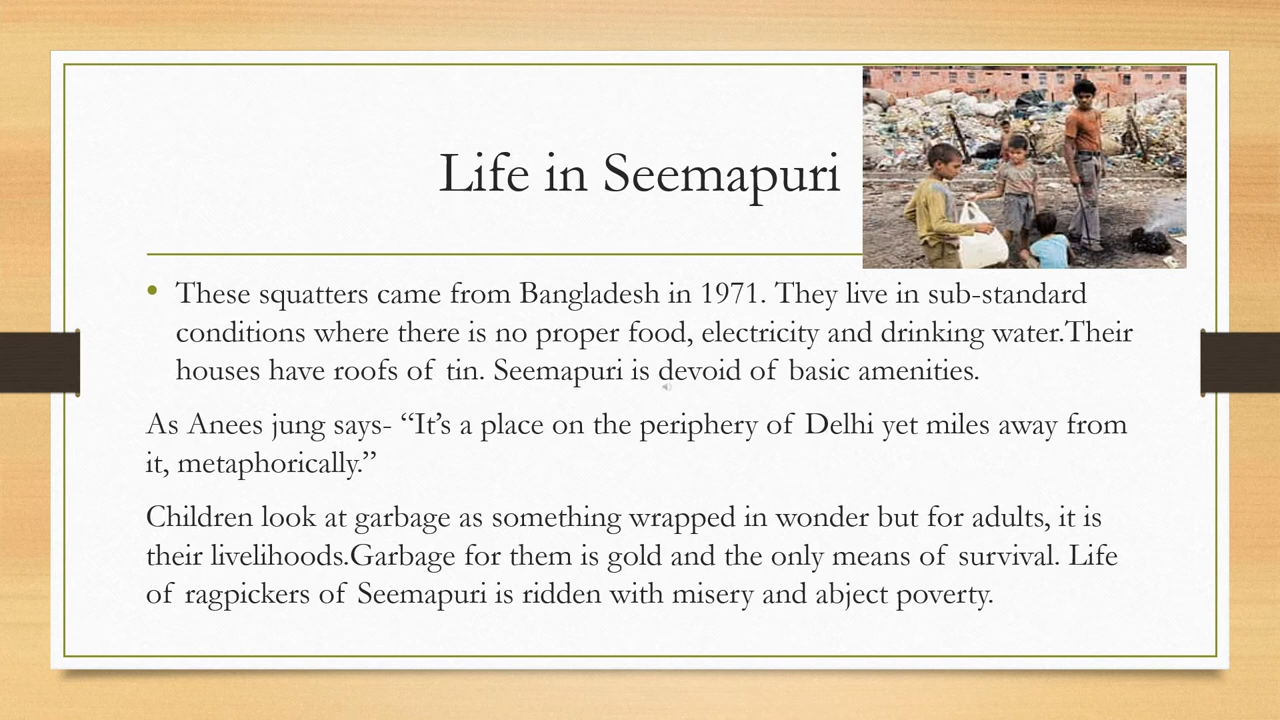 Life in Seemapuri
• These squatters came from Bangladesh in 1971. They live in sub-standard
conditions where there is no proper food, electricity and drinking water.Their
houses have roofs of tin. Seemapuri is devoid of basic amenities.
As Anees jung says- “It’s a place on the periphery of Delhi yet miles away from
it, metaphorically.”
Children look at garbage as something wrapped in wonder but for adults, it is
their livelihoods.Garbage for them is gold and the only means of survival. Life
of ragpickers of Seemapuri is ridden with misery and abject poverty.